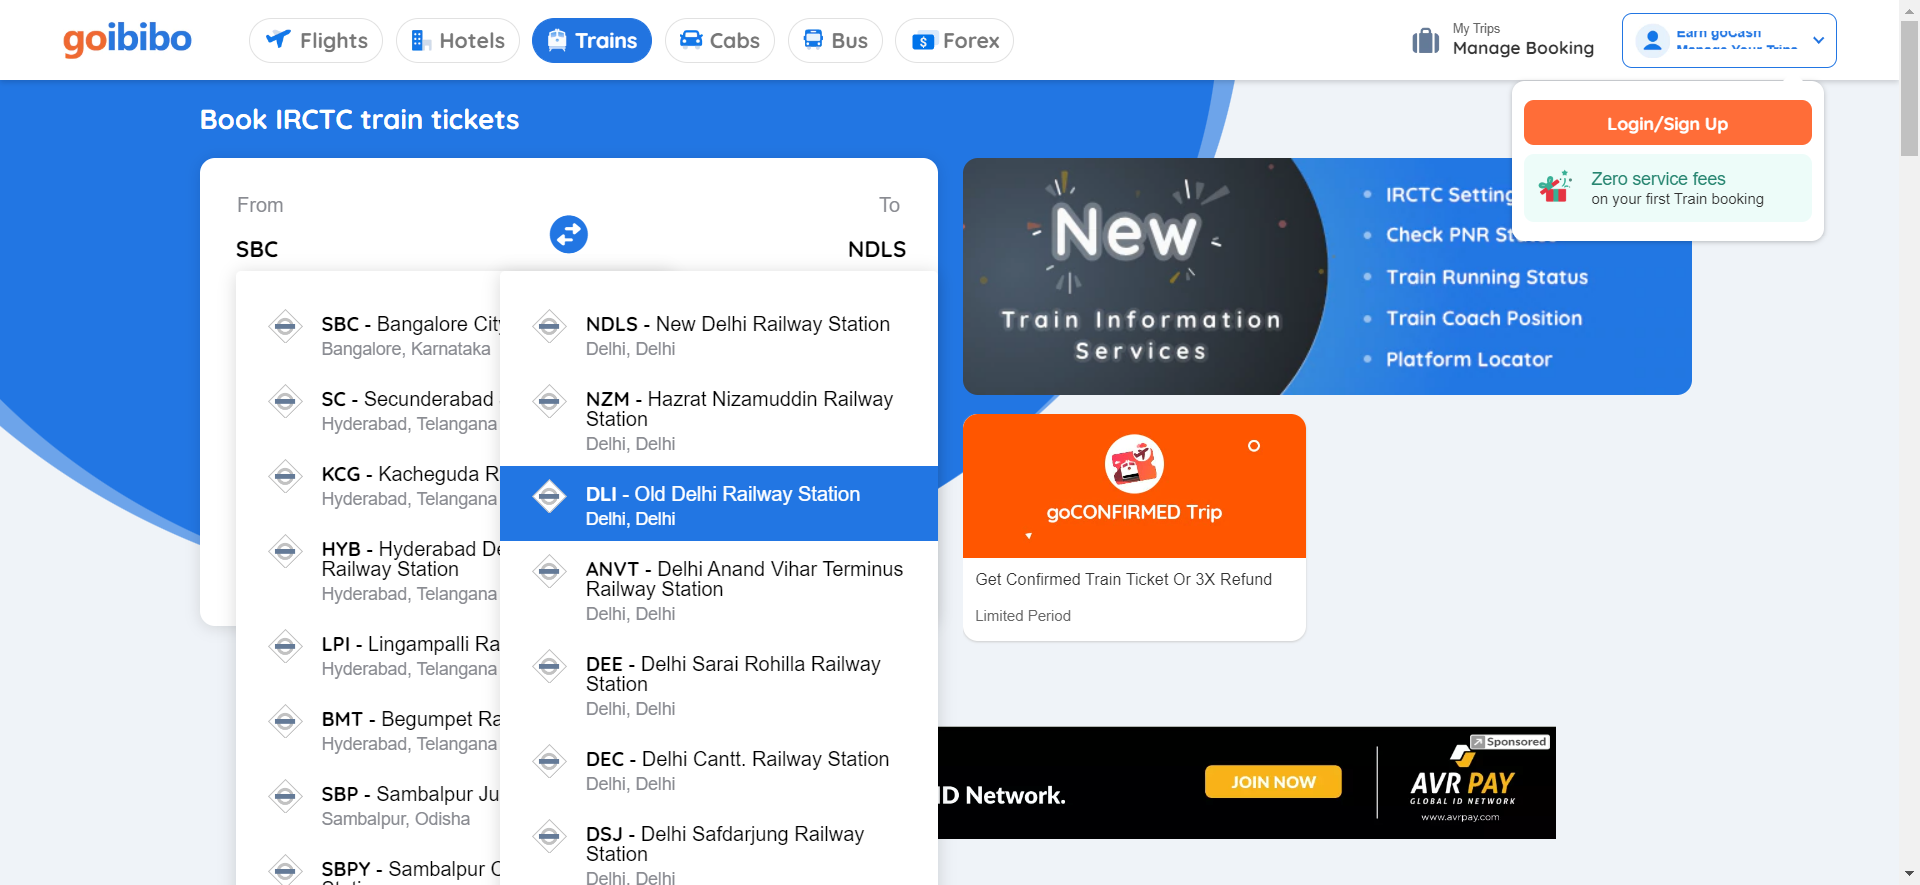 goibibo
Flights
Hotels
Trains
Cabs
Bus
Forex
My Trips
Manage Booking
Earn goCash
Manage Your Trips
Login/Sign Up
Zero service fees
on your first Train booking
Book IRCTC train tickets
From
To
SBC
NDLS
SBC - Bangalore City
Bangalore, Karnataka
SC - Secunderabad
Hyderabad, Telangana
KCG - Kacheguda R
Hyderabad, Telangana
HYB - Hyderabad De
Railway Station
Hyderabad, Telangana
LPI - Lingampalli Ra
Hyderabad, Telangana
BMT - Begumpet Ra
Hyderabad, Telangana
SBP - Sambalpur Ju
Sambalpur, Odisha
SBPY - Sambalpur C
NDLS - New Delhi Railway Station
Delhi, Delhi
NZM - Hazrat Nizamuddin Railway
Station
Delhi, Delhi
DLI - Old Delhi Railway Station
Delhi, Delhi
ANVT - Delhi Anand Vihar Terminus
Railway Station
Delhi, Delhi
DEE - Delhi Sarai Rohilla Railway
Station
Delhi, Delhi
DEC - Delhi Cantt. Railway Station
Delhi, Delhi
DSJ - Delhi Safdarjung Railway
Station
Delhi, Delhi
New
Train Information
Services
IRCTC Setting
Check PNR Status
Train Running Status
Train Coach Position
Platform Locator
goCONFIRMED Trip
Get Confirmed Train Ticket Or 3X Refund
Limited Period
ID Network.
JOIN NOW
Sponsored
AVR PAY
GLOBAL ID NETWORK
www.avrpay.com